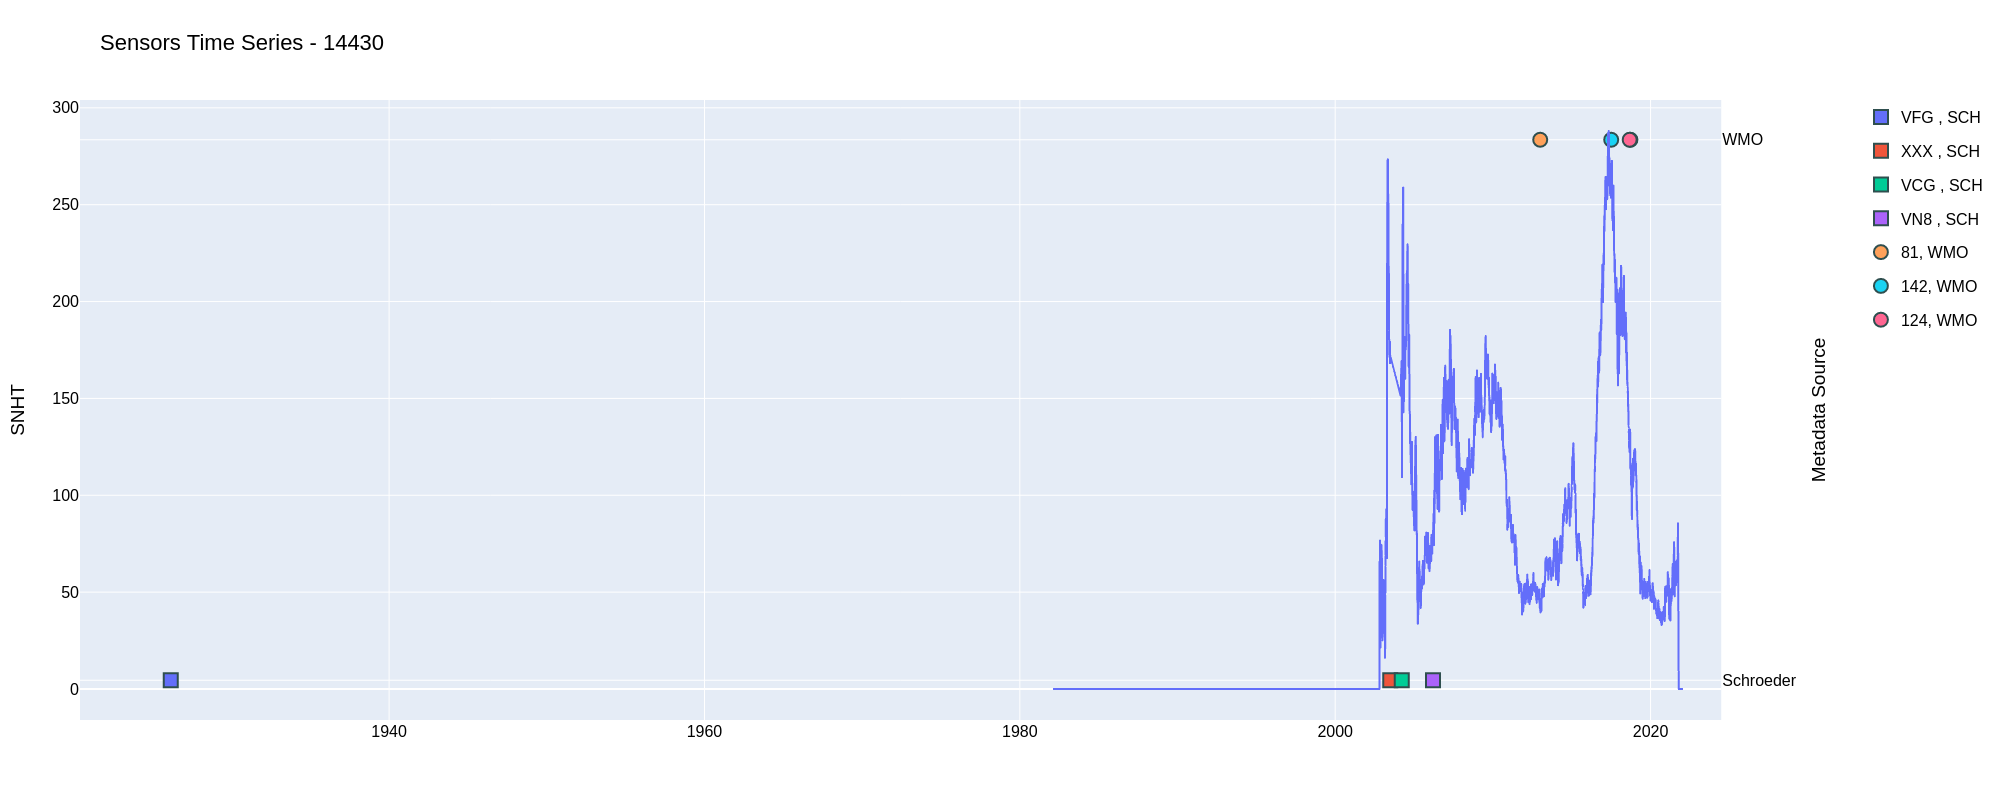 Sensors Time Series - 14430
SNHT
300
250
200
150
100
50
0
1940
1960
1980
2000
2020
WMO
Schroeder
Metadata Source
VFG , SCH
XXX , SCH
VCG , SCH
VN8 , SCH
81, WMO
142, WMO
124, WMO